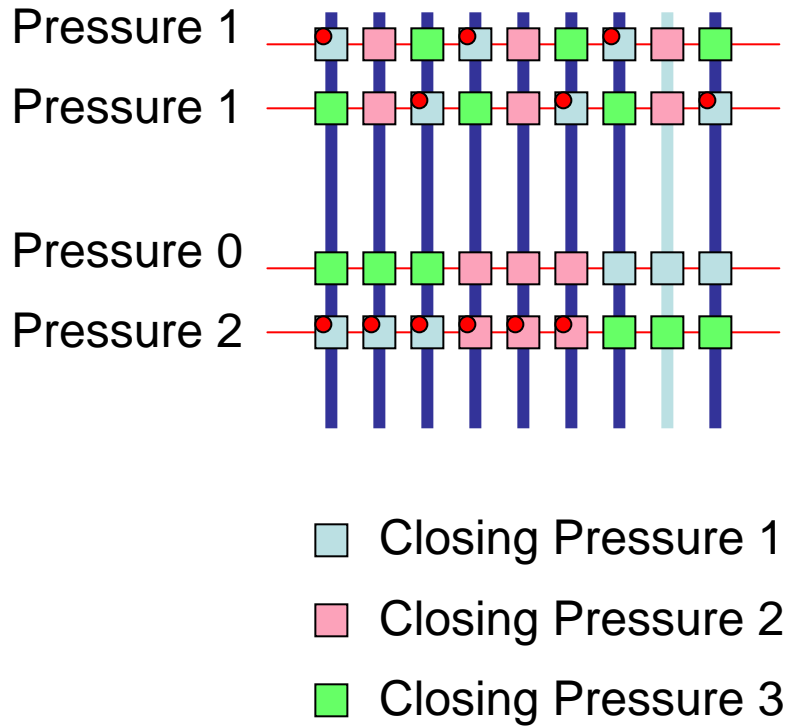 Pressure 1
Pressure 1
Pressure 0
Pressure 2
Closing Pressure 1
Closing Pressure 2
Closing Pressure 3